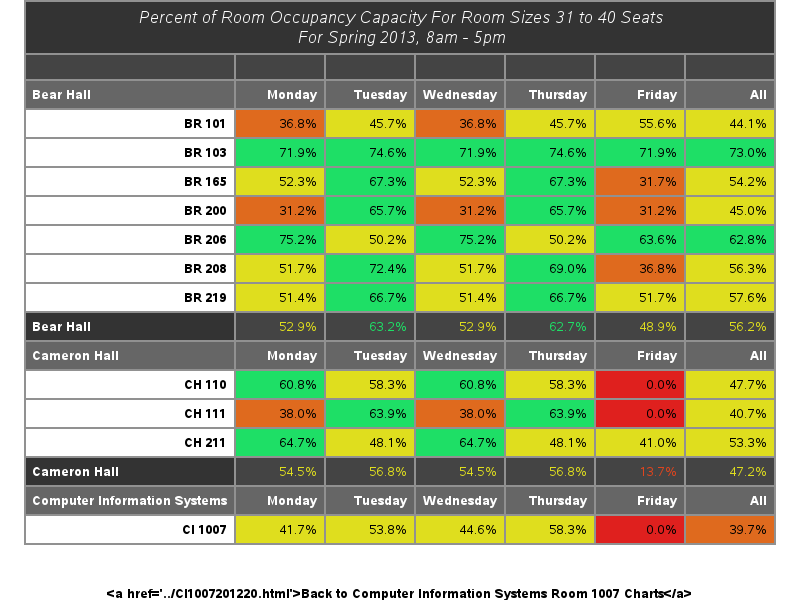 Percent of Room Occupancy Capacity For Room Sizes 31 to 40 Seats
For Spring 2013, 8am - 5pm
Bear Hall Monday Tuesday Wednesday Thursday Friday All
BR 101 36.8% 45.7% 36.8% 45.7% 55.6% 44.1%
BR 103 71.9% 74.6% 71.9% 74.6% 71.9% 73.0%
BR 165 52.3% 67.3% 52.3% 67.3% 31.7% 54.2%
BR 200 31.2% 65.7% 31.2% 65.7% 31.2% 45.0%
BR 206 75.2% 50.2% 75.2% 50.2% 63.6% 62.8%
BR 208 51.7% 72.4% 51.7% 69.0% 36.8% 56.3%
BR 219 51.4% 66.7% 51.4% 66.7% 51.7% 57.6%
Bear Hall 52.9% 63.2% 52.9% 62.7% 48.9% 56.2%
Cameron Hall Monday Tuesday Wednesday Thursday Friday All
CH 110 60.8% 58.3% 60.8% 58.3% 0.0% 47.7%
CH 111 38.0% 63.9% 38.0% 63.9% 0.0% 40.7%
CH 211 64.7% 48.1% 64.7% 48.1% 41.0% 53.3%
Cameron Hall 54.5% 56.8% 54.5% 56.8% 13.7% 47.2%
Computer Information Systems Monday Tuesday Wednesday Thursday Friday All
CI 1007 41.7% 53.8% 44.6% 58.3% 0.0% 39.7%
<a href='../CI1007201220.html'>Back to Computer Information Systems Room 1007 Charts</a>